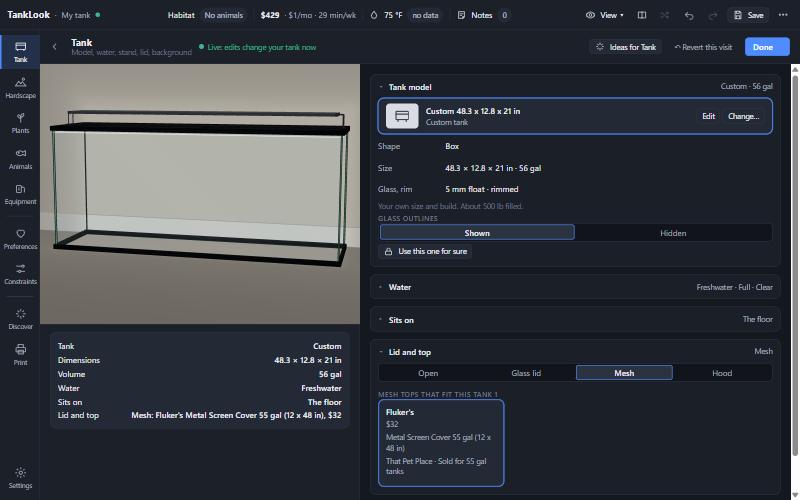 TankLook · My tank
Habitat No animals $429 · $1/mo · 29 min/wk 75 °F no data Notes 0
View Save
Tank
Model, water, stand, lid, background
Live: edits change your tank now
Ideas for Tank
Revert this visit
Done
Tank
Hardscape
Plants
Animals
Equipment
Preferences
Constraints
Discover
Print
Settings
Tank Custom
Dimensions 48.3 × 12.8 × 21 in
Volume 56 gal
Water Freshwater
Sits on The floor
Lid and top Mesh: Fluker's Metal Screen Cover 55 gal (12 x 48 in), $32
Tank model Custom · 56 gal
Custom 48.3 x 12.8 x 21 in
Custom tank
Edit Change...
Shape Box
Size 48.3 × 12.8 × 21 in · 56 gal
Glass, rim 5 mm float · rimmed
Your own size and build. About 500 lb filled.
GLASS OUTLINES
Shown Hidden
Use this one for sure
Water Freshwater · Full · Clear
Sits on The floor
Lid and top Mesh
Open Glass lid Mesh Hood
MESH TOPS THAT FIT THIS TANK 1
Fluker's
$32
Metal Screen Cover 55 gal (12 x
48 in)
That Pet Place · Sold for 55 gal
tanks